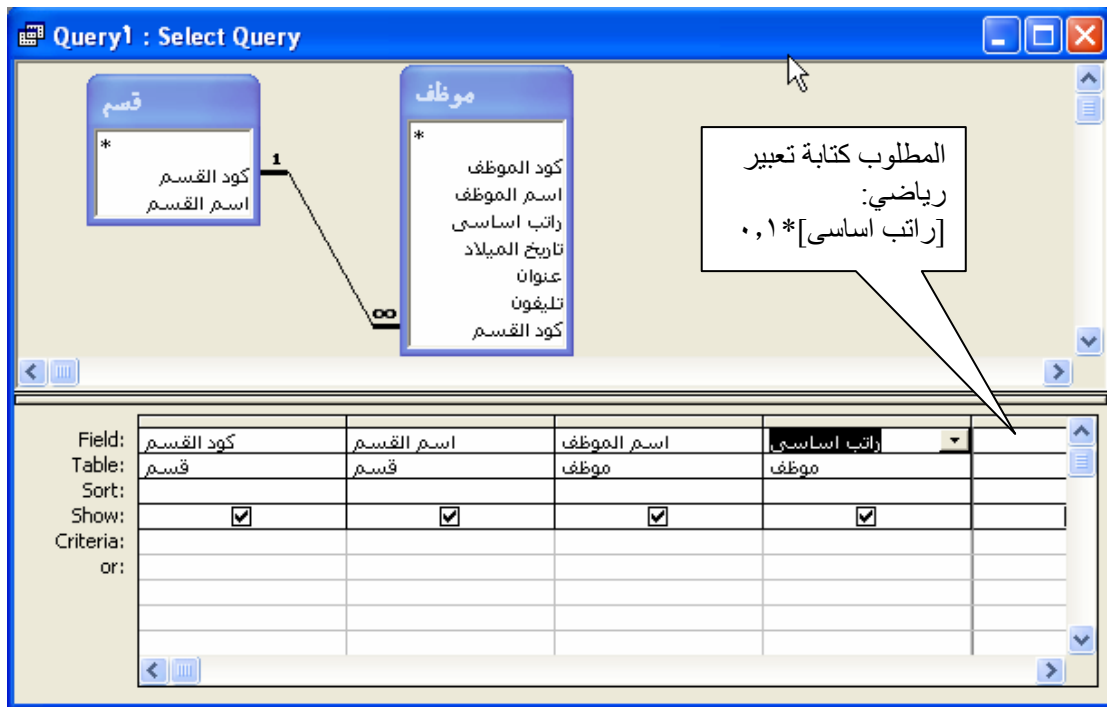 Query1 : Select Query
قسم
*
كود القسم
اسم القسم
1
∞
موظف
*
كود الموظف
اسم الموظف
راتب اساسى
تاريخ الميلاد
عنوان
تليفون
كود القسم
المطلوب كتابة تعبير
رياضي:
[راتب اساسى]*٠,١
Field: كود القسم اسم القسم اسم الموظف راتب اساسى
Table: قسم قسم موظف موظف
Sort:
Show:
Criteria:
or: